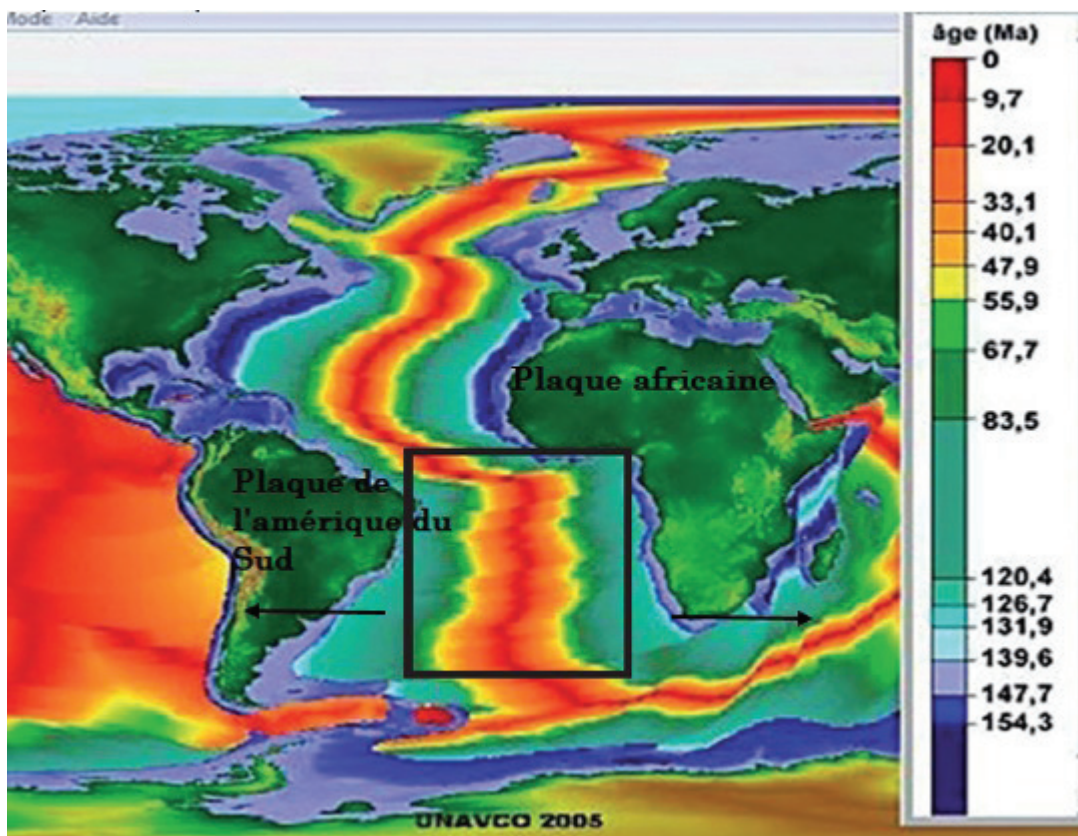 Mode Aide
âge (Ma)
0
9,7
20,1
33,1
40,1
47,9
55,9
67,7
83,5
120,4
126,7
131,9
139,6
147,7
154,3
Plaque africaine
Plaque de
l'amérique du
Sud
UNAVCO 2005